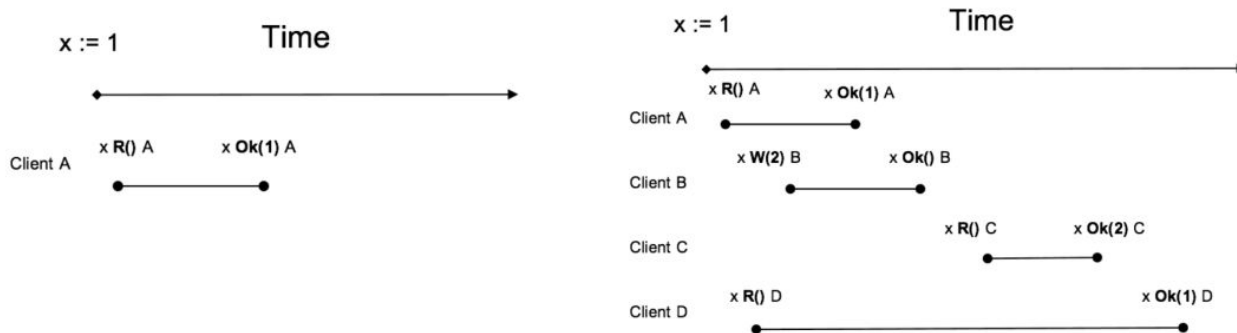 x := 1 Time
x R() A x Ok(1) A
Client A
x := 1 Time
x R() A x Ok(1) A
Client A
x W(2) B x Ok() B
Client B
x R() C x Ok(2) C
Client C
x R() D x Ok(1) D
Client D